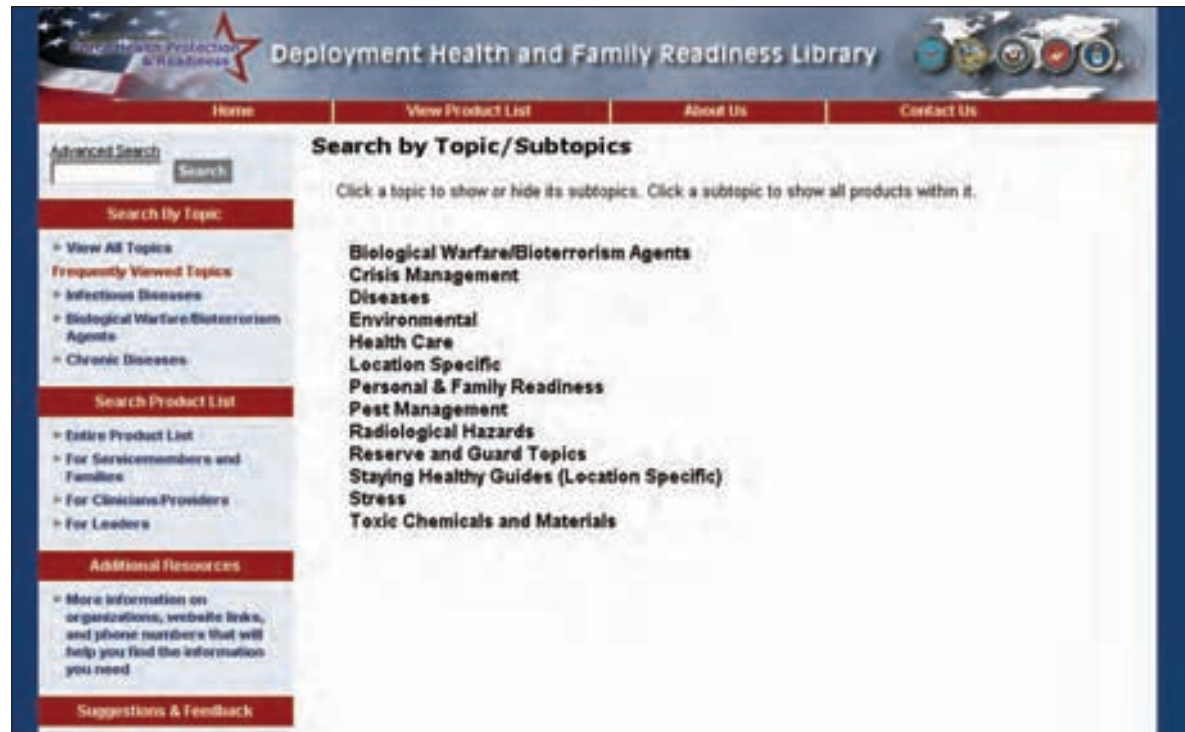 Force Health Protection
& Readiness
Deployment Health and Family Readiness Library
Home
View Product List
About Us
Contact Us
Advanced Search
Search
Search By Topic
View All Topics
Frequently Viewed Topics
Infectious Diseases
Biological Warfare/Bioterrorism
Agents
Chronic Diseases
Search Product List
Entire Product List
For Servicemembers and
Families
For Clinicians/Providers
For Leaders
Additional Resources
More information on
organizations, website links,
and phone numbers that will
help you find the information
you need
Suggestions & Feedback
Search by Topic/Subtopics
Click a topic to show or hide its subtopics. Click a subtopic to show all products within it.
Biological Warfare/Bioterrorism Agents
Crisis Management
Diseases
Environmental
Health Care
Location Specific
Personal & Family Readiness
Pest Management
Radiological Hazards
Reserve and Guard Topics
Staying Healthy Guides (Location Specific)
Stress
Toxic Chemicals and Materials